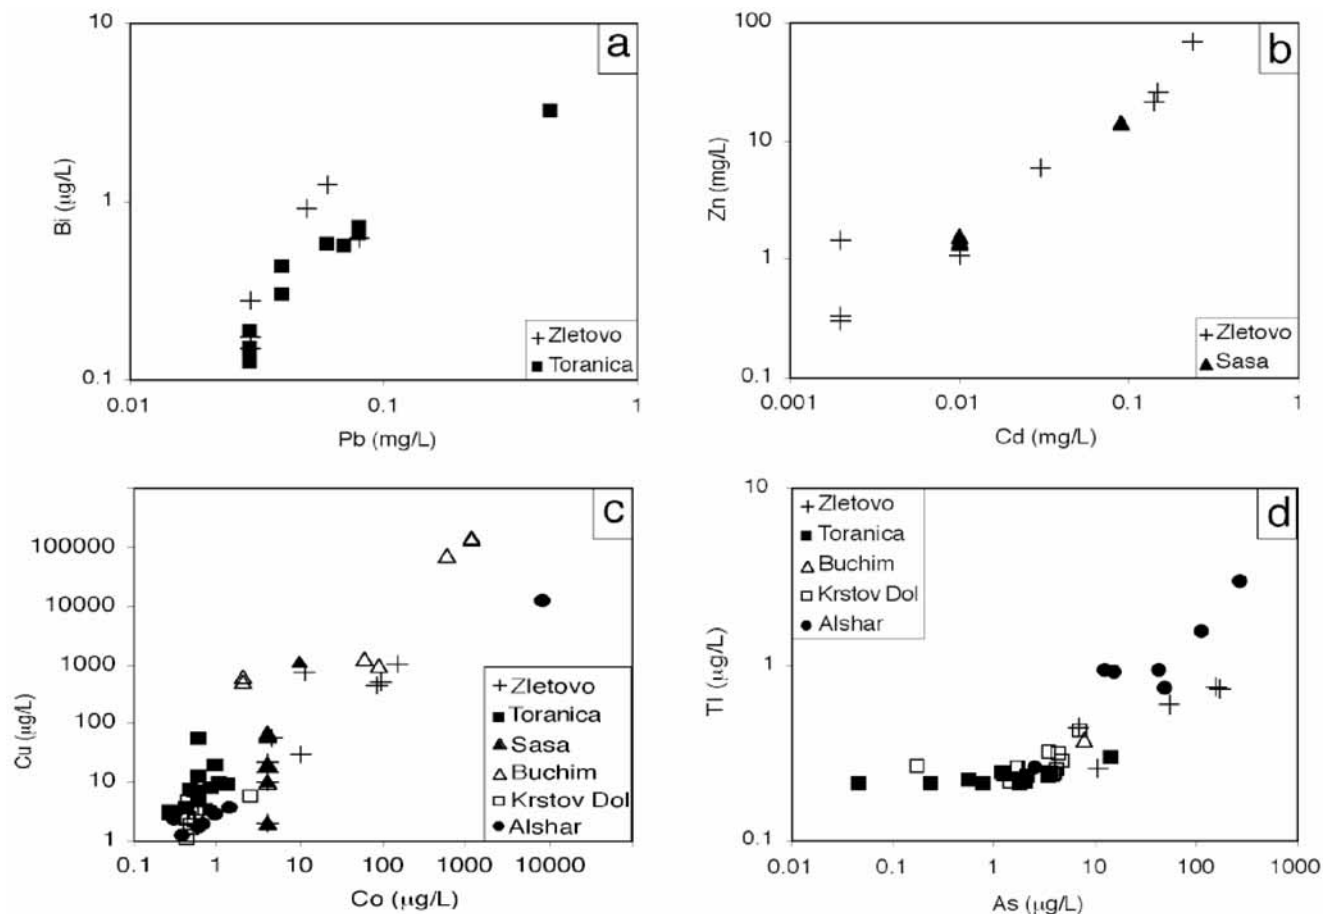 10
a
1
Bi (µg/L)
Zletovo
Toranica
0.1
0.01
0.1
1
Pb (mg/L)
100
b
10
Zn (mg/L)
1
Zletovo
Sasa
0.1
0.001
0.01
0.1
1
Cd (mg/L)
c
100000
10000
1000
Cu (µg/L)
100
10
1
Zletovo
Toranica
Sasa
Buchim
Krstov Dol
Alshar
0.1
1
10
100
1000
10000
Co (µg/L)
10
d
Zletovo
Toranica
Buchim
Krstov Dol
Alshar
1
Tl (µg/L)
0.1
0.01
0.1
1
10
100
1000
As (µg/L)